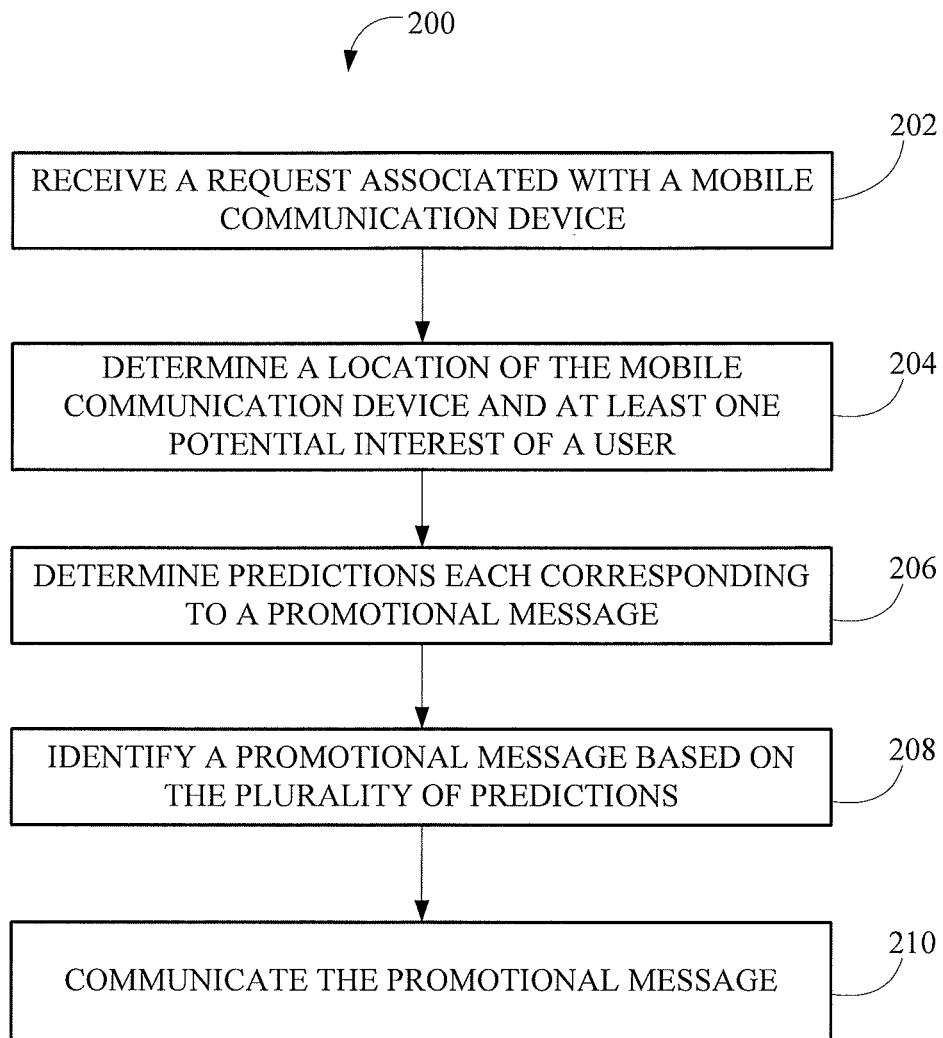 200
202
RECEIVE A REQUEST ASSOCIATED WITH A MOBILE
COMMUNICATION DEVICE
204
DETERMINE A LOCATION OF THE MOBILE
COMMUNICATION DEVICE AND AT LEAST ONE
POTENTIAL INTEREST OF A USER
206
DETERMINE PREDICTIONS EACH CORRESPONDING
TO A PROMOTIONAL MESSAGE
208
IDENTIFY A PROMOTIONAL MESSAGE BASED ON
THE PLURALITY OF PREDICTIONS
210
COMMUNICATE THE PROMOTIONAL MESSAGE